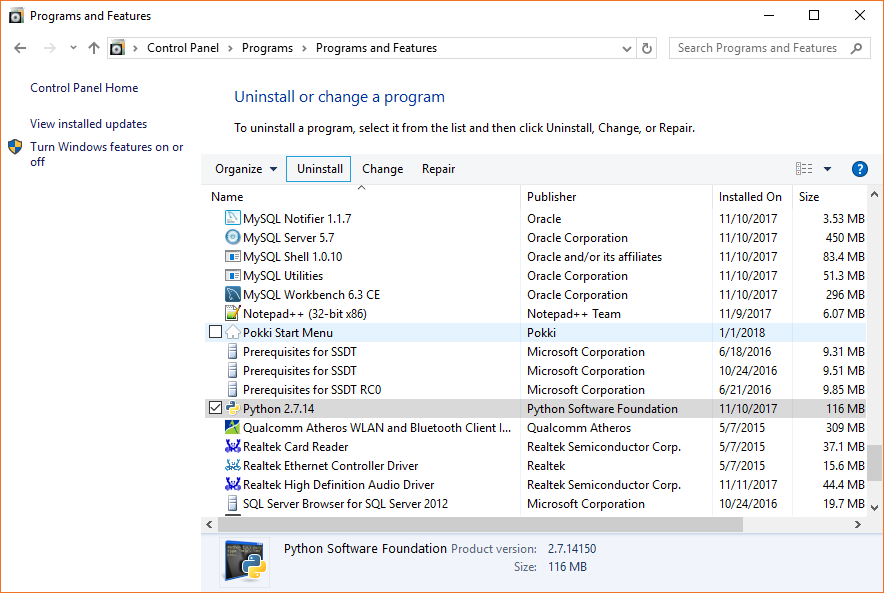 Programs and Features
Control Panel > Programs > Programs and Features
Search Programs and Features
Control Panel Home
View installed updates
Turn Windows features on or
off
Uninstall or change a program
To uninstall a program, select it from the list and then click Uninstall, Change, or Repair.
Organize Uninstall Change Repair ?
Name Publisher Installed On Size
MySQL Notifier 1.1.7 Oracle 11/10/2017 3.53 MB
MySQL Server 5.7 Oracle Corporation 11/10/2017 450 MB
MySQL Shell 1.0.10 Oracle and/or its affiliates 11/10/2017 83.4 MB
MySQL Utilities Oracle Corporation 11/10/2017 51.3 MB
MySQL Workbench 6.3 CE Oracle Corporation 11/10/2017 296 MB
Notepad++ (32-bit x86) Notepad++ Team 11/9/2017 6.07 MB
Pokki Start Menu Pokki 1/1/2018
Prerequisites for SSDT Microsoft Corporation 6/18/2016 9.31 MB
Prerequisites for SSDT Microsoft Corporation 10/24/2016 9.51 MB
Prerequisites for SSDT RC0 Microsoft Corporation 6/21/2016 9.85 MB
Python 2.7.14 Python Software Foundation 11/10/2017 116 MB
Qualcomm Atheros WLAN and Bluetooth Client I... Qualcomm Atheros 5/7/2015 309 MB
Realtek Card Reader Realtek Semiconductor Corp. 5/7/2015 37.1 MB
Realtek Ethernet Controller Driver Realtek 5/7/2015 15.6 MB
Realtek High Definition Audio Driver Realtek Semiconductor Corp. 11/11/2017 44.4 MB
SQL Server Browser for SQL Server 2012 Microsoft Corporation 10/24/2016 19.7 MB
Python Software Foundation Product version: 2.7.14150
Size: 116 MB